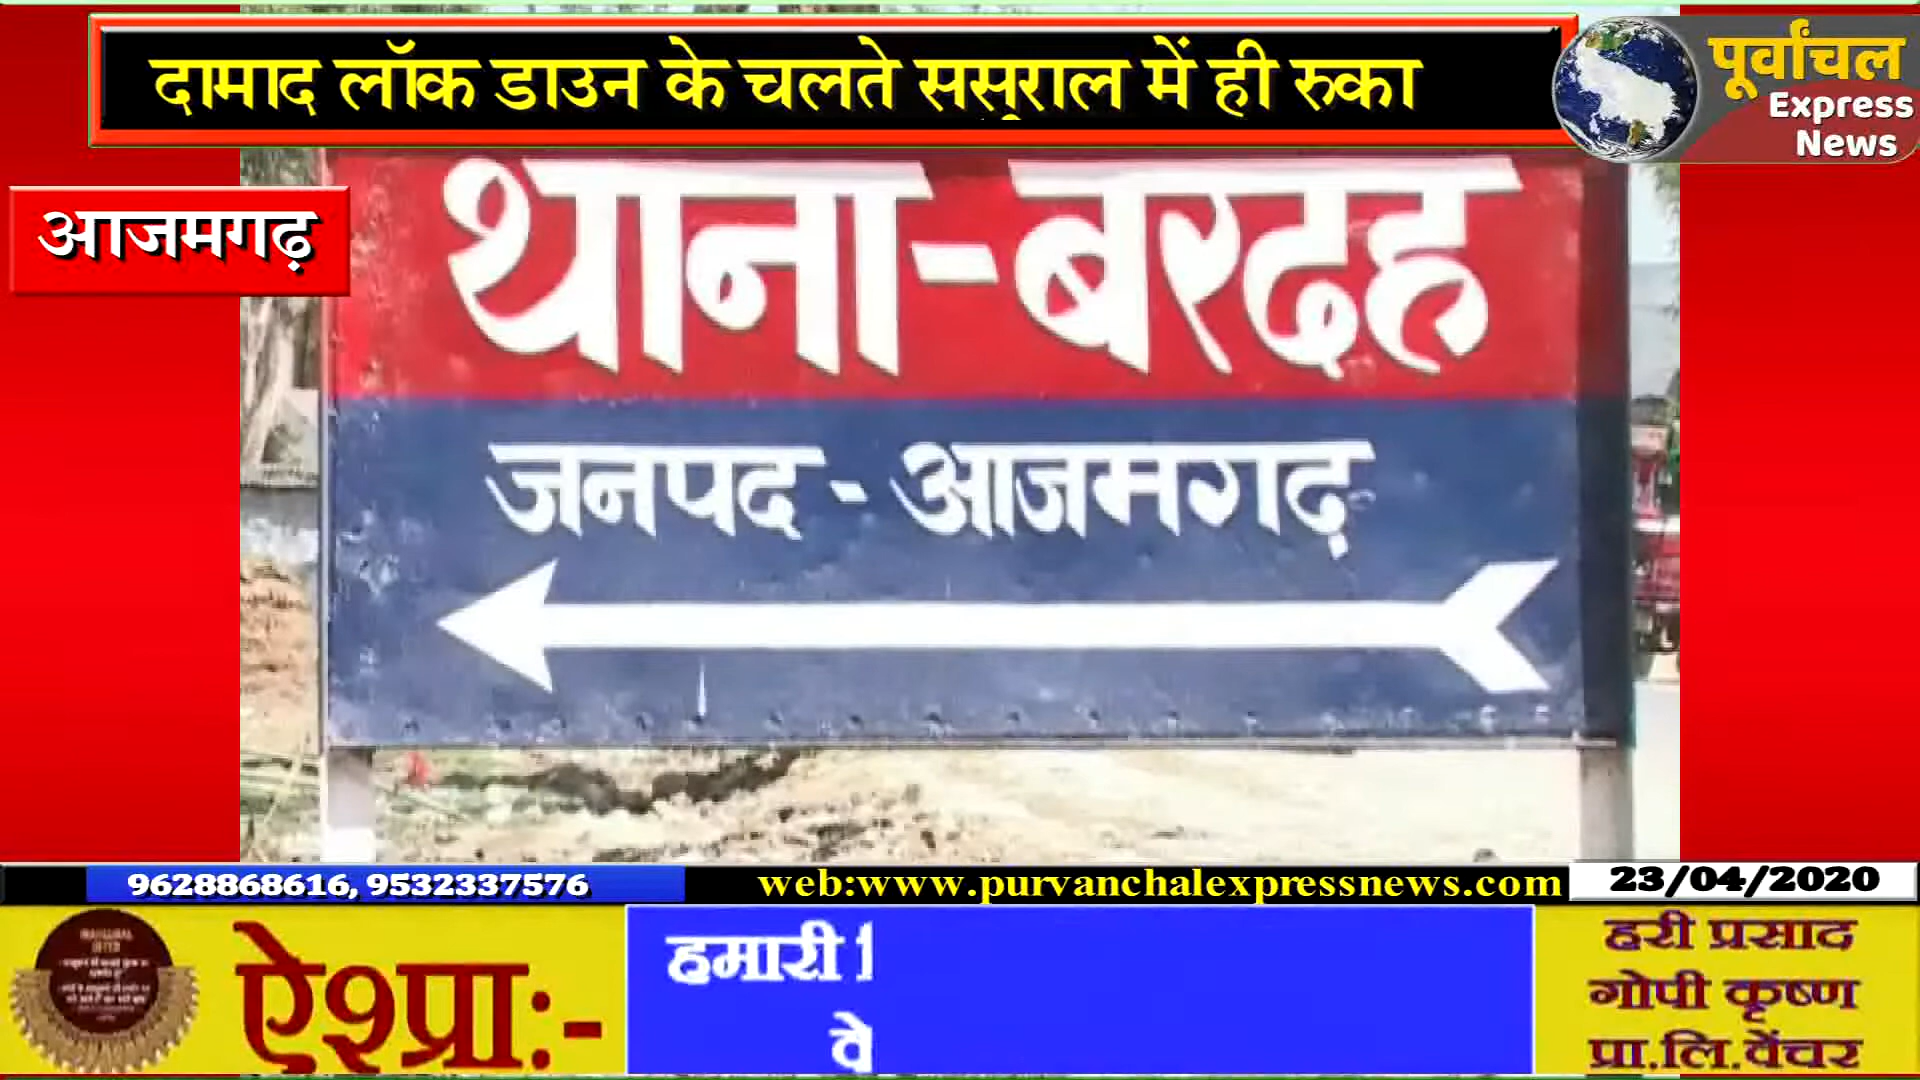 दामाद लॉक डाउन के चलते ससुराल में ही रुका
पूर्वांचल
Express
News
आजमगढ़
थाना-बरदह
जनपद - आजमगढ़
9628868616, 9532337576
web:www.purvanchalexpressnews.com
23/04/2020
ऐश्प्रा:-
हमारी
वे
हरी प्रसाद
गोपी कृष्ण
प्रा.लि.वेंचर